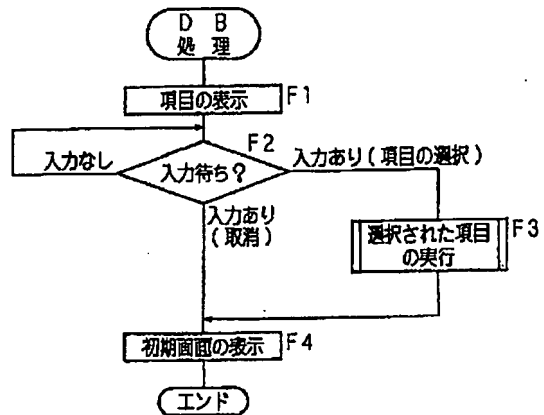 D B
処 理
項目の表示
F1
F2
入力なし
入力待ち?
入力あり(項目の選択)
入力あり
(取消)
選択された項目
の実行
F3
初期画面の表示
F4
エンド